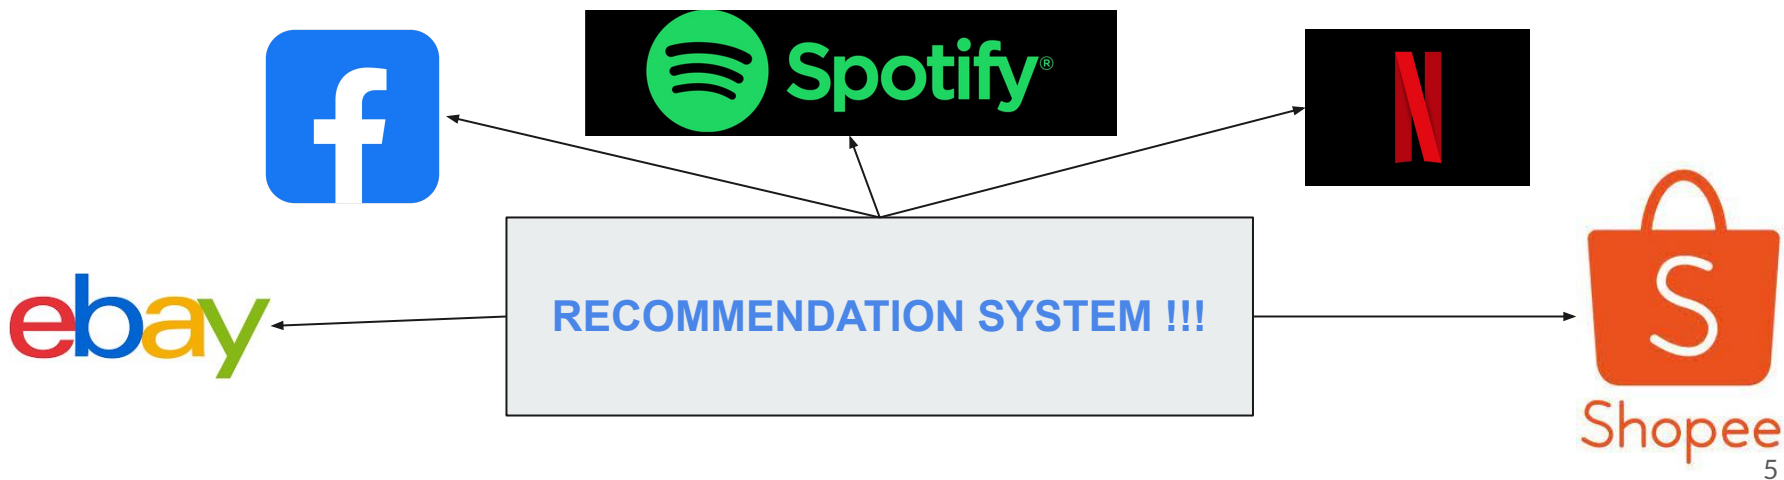 Spotify®
ebay
RECOMMENDATION SYSTEM !!!
S
Shopee
5